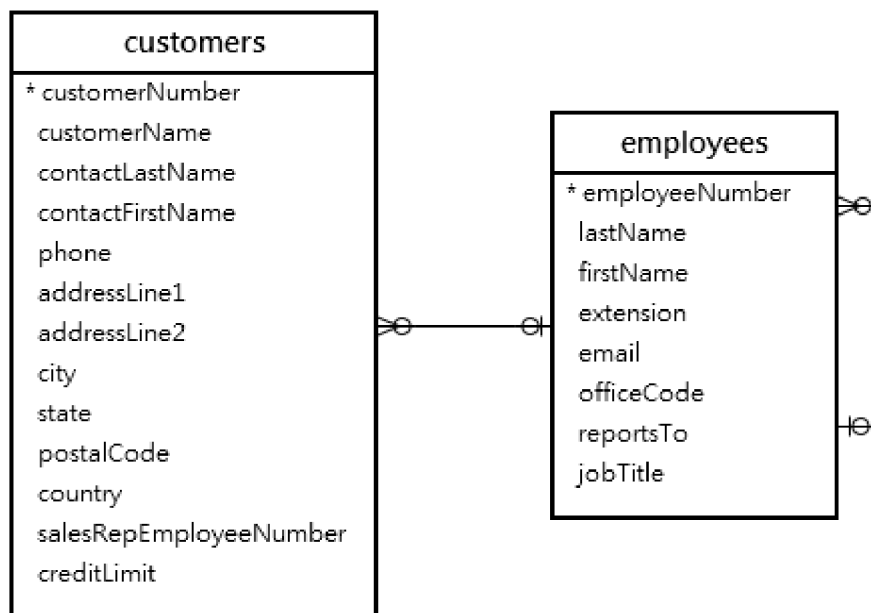 customers
* customerNumber
customerName
contactLastName
contactFirstName
phone
addressLine1
addressLine2
city
state
postalCode
country
salesRepEmployeeNumber
creditLimit
employees
* employeeNumber
lastName
firstName
extension
email
officeCode
reportsTo
jobTitle